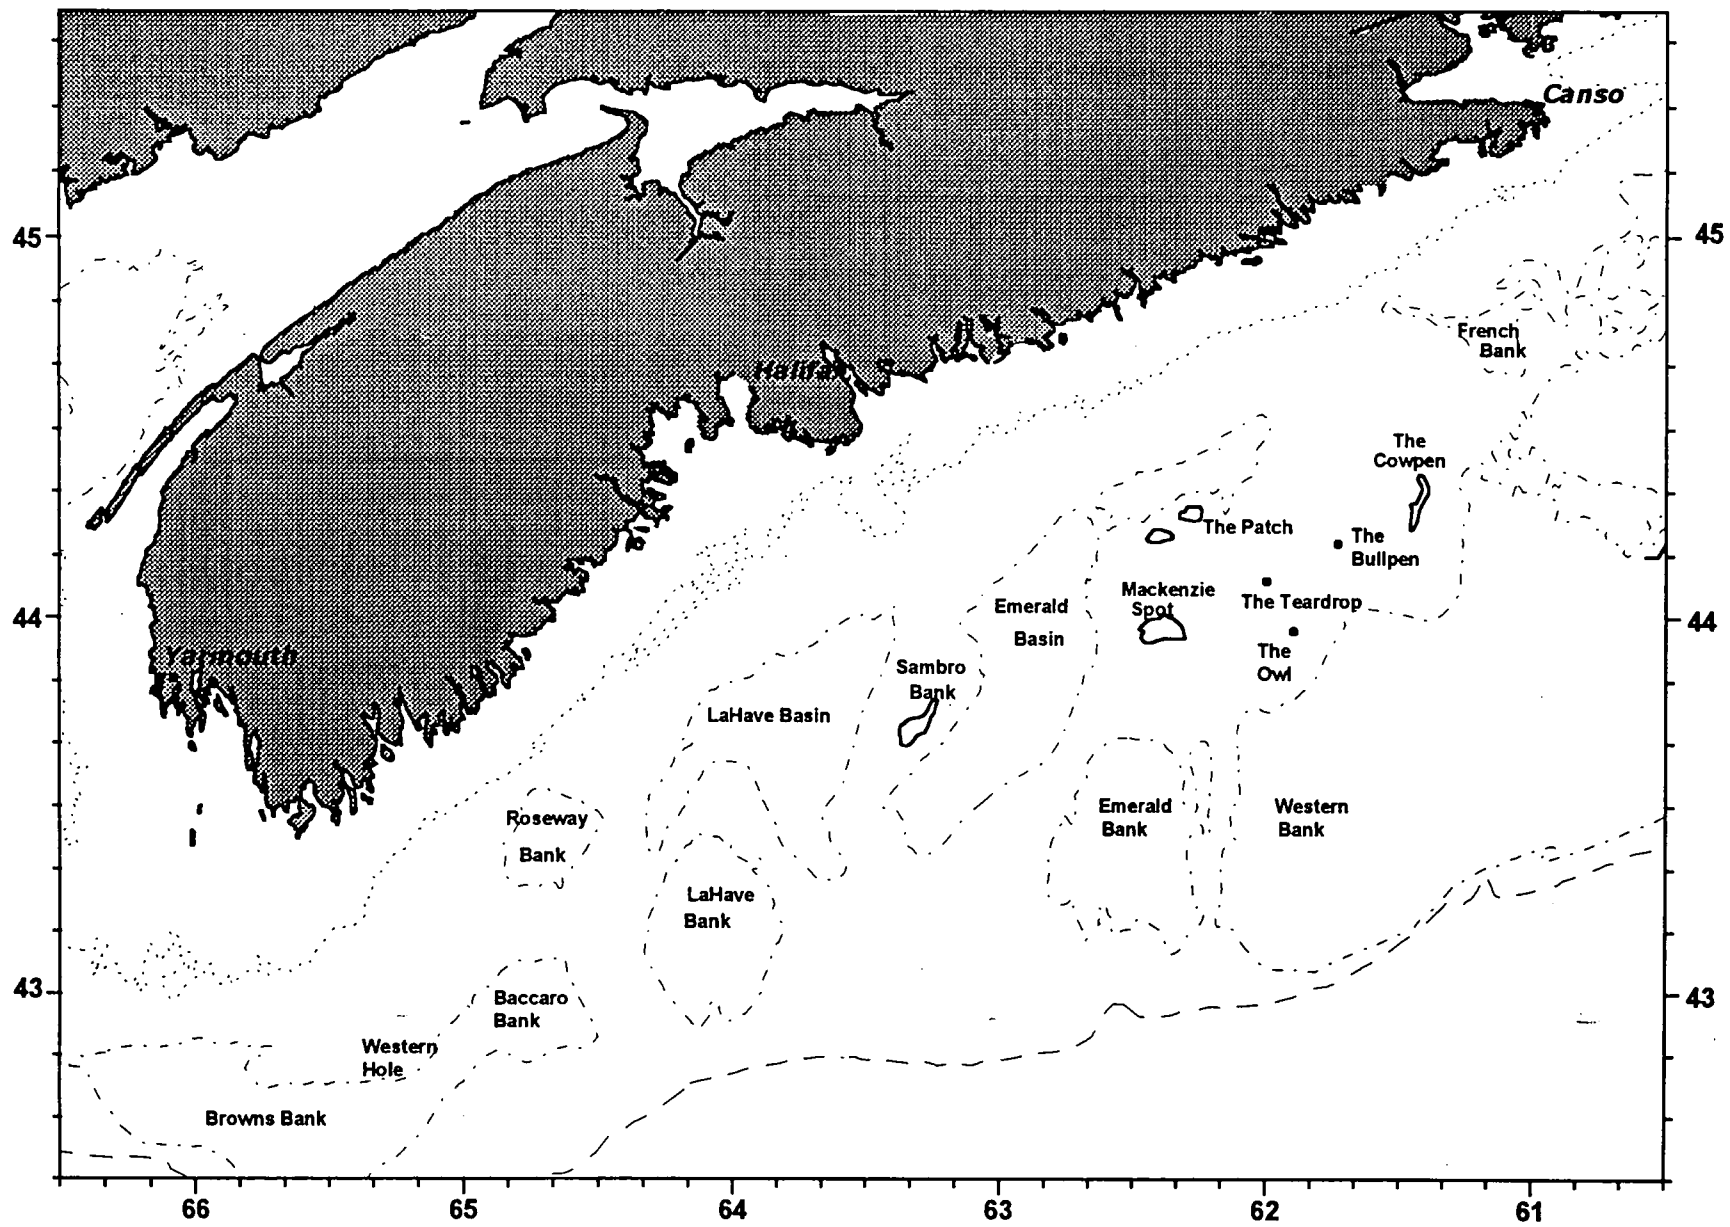 Canso
45
45
French
Bank
Halifax
The
Cowpen
The Patch
The
Bullpen
Mackenzie
Spot
The Teardrop
Emerald
Basin
44
44
The
Owl
Yarmouth
Sambro
Bank
LaHave Basin
Roseway
Bank
Emerald
Bank
Western
Bank
LaHave
Bank
43
43
Baccaro
Bank
Western
Hole
Browns Bank
66
65
64
63
62
61